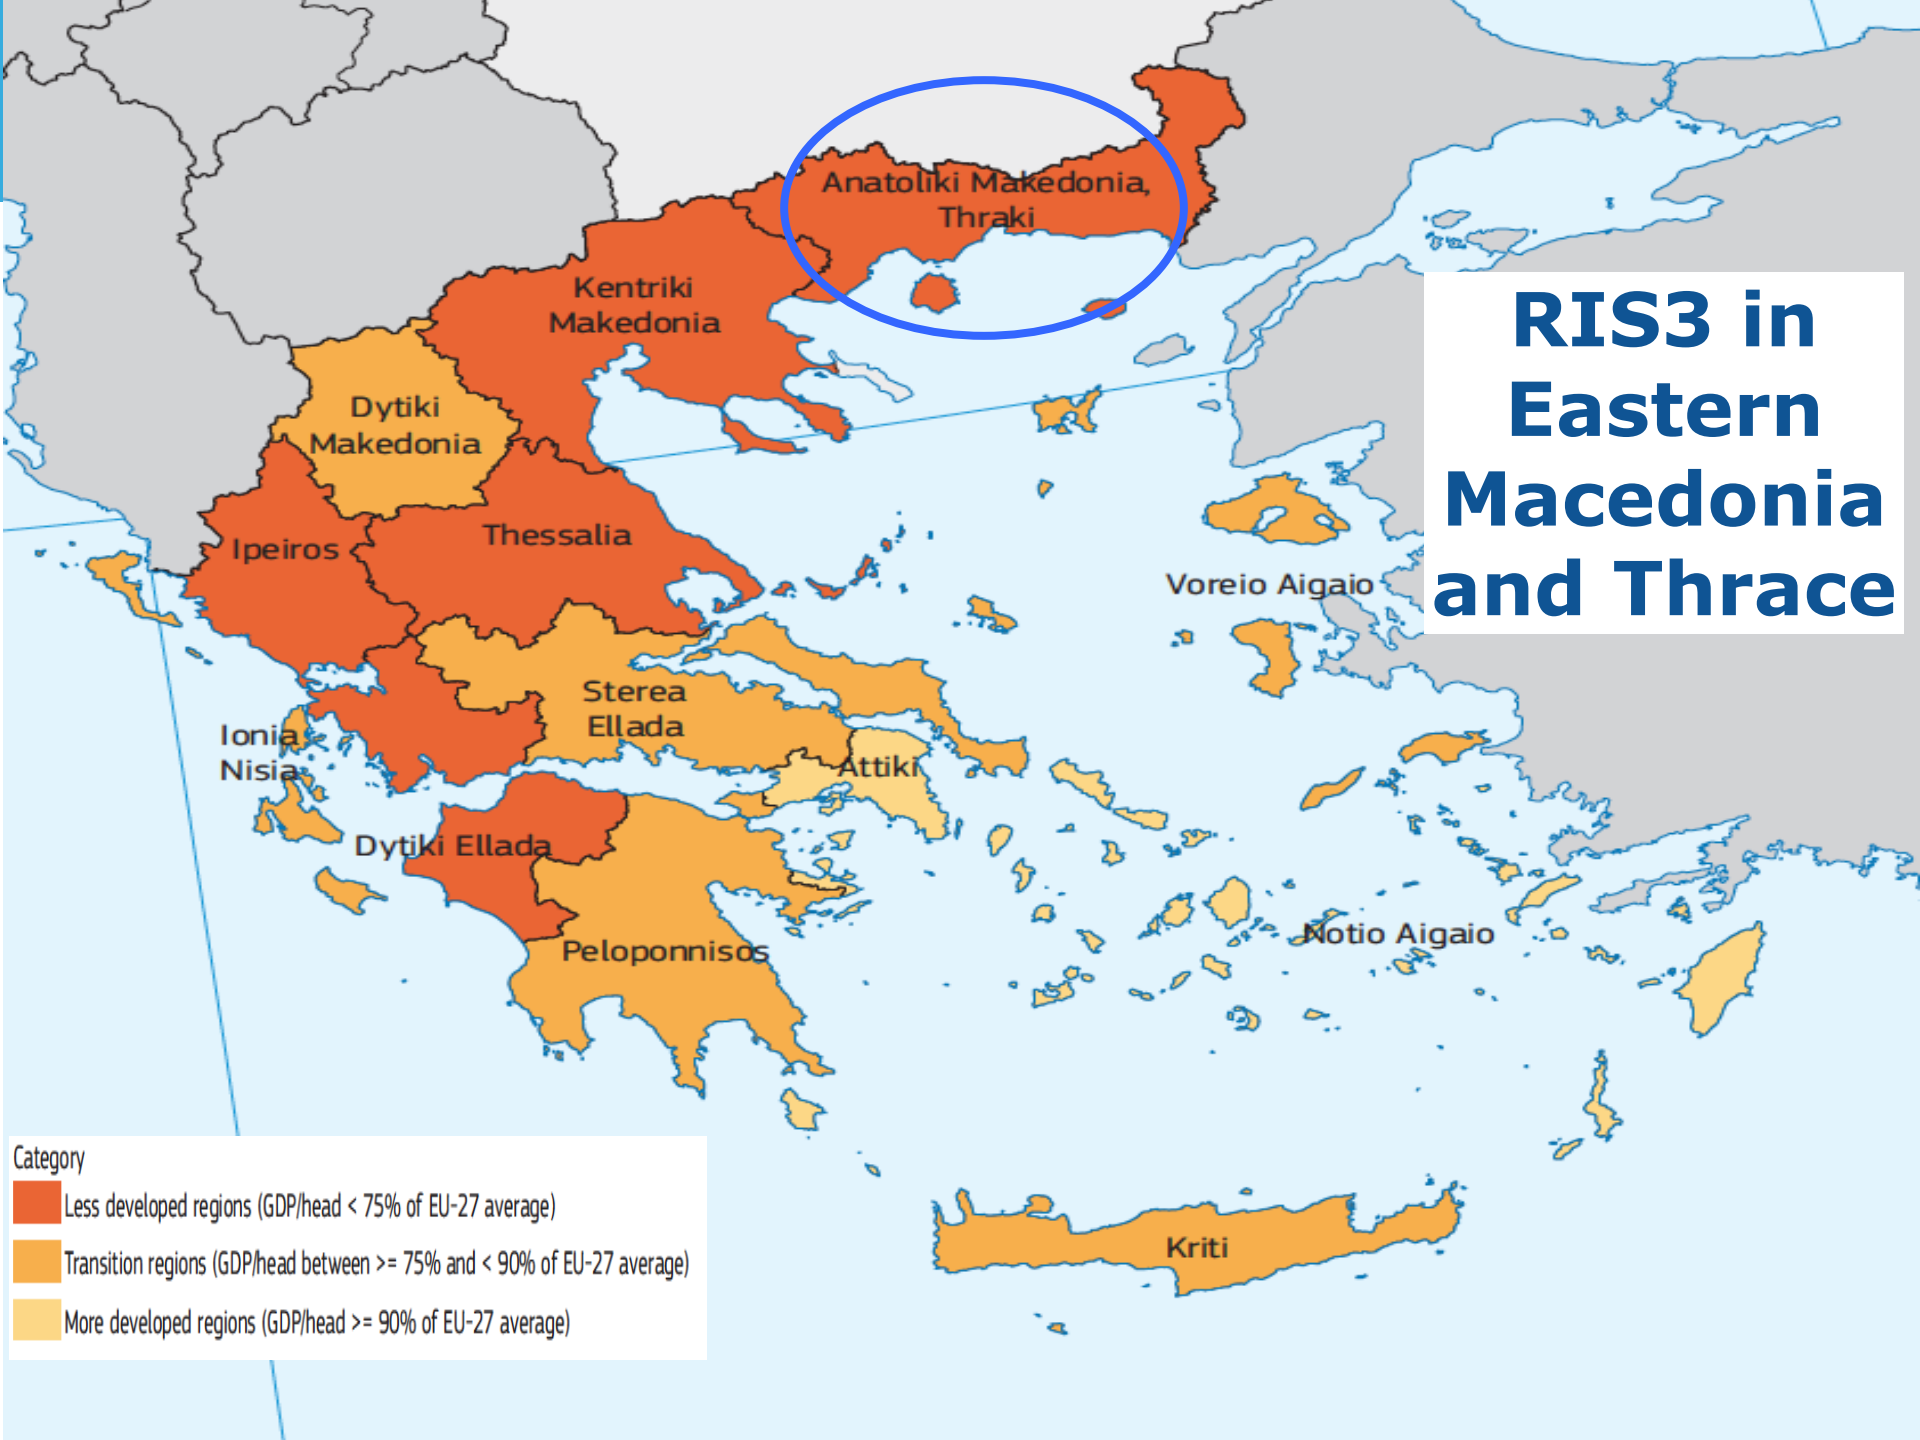 Anatoliki Makedonia,
Thraki
Kentriki
Makedonia
RIS3 in
Eastern
Macedonia
and Thrace
Dytiki
Makedonia
Ipeiros
Thessalia
Voreio Aigaio
Sterea
Ellada
Ionia
Nisia
Attiki
Dytiki Ellada
Notio Aigaio
Peloponnisos
Kriti
Category
Less developed regions (GDP/head < 75% of EU-27 average)
Transition regions (GDP/head between >= 75% and < 90% of EU-27 average)
More developed regions (GDP/head >= 90% of EU-27 average)